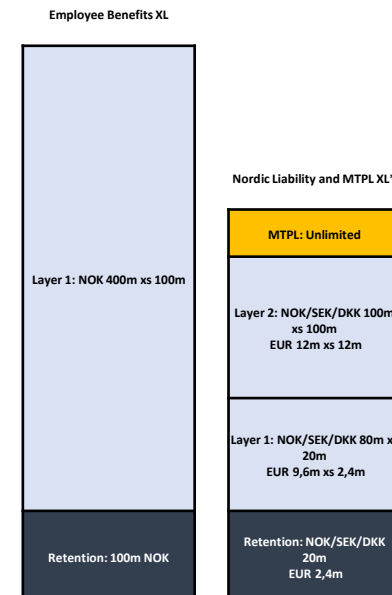 Employee Benefits XL
Layer 1: NOK 400m xs 100m
Retention: 100m NOK
Nordic Liability and MTPL XL*
MTPL: Unlimited
Layer 2: NOK/SEK/DKK 100m
xs 100m
EUR 12m xs 12m
Layer 1: NOK/SEK/DKK 80m x
20m
EUR 9,6m xs 2,4m
Retention: NOK/SEK/DKK
20m
EUR 2,4m